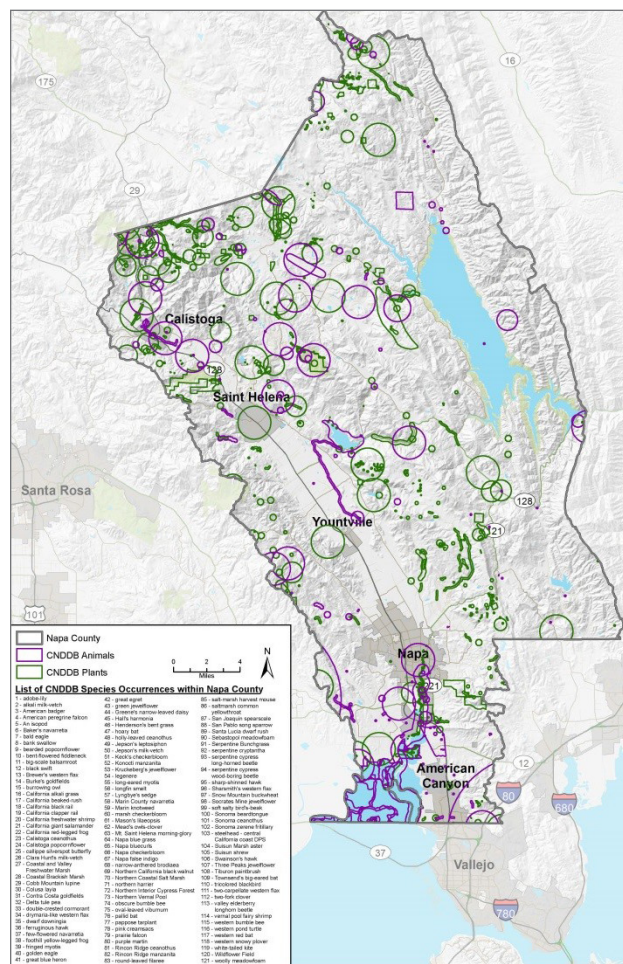 175
16
29
Calistoga
128
Saint Helena
Santa Rosa
128
Yountville
121
101
Napa
221
12
American
Canyon
80
680
37
Vallejo
780
Napa County
CNDDB Animals
CNDDB Plants
0 2 4
Miles
N
List of CNDDB Species Occurrences within Napa County
1 - adobe-lily
2 - alkali milk-vetch
3 - American badger
4 - American peregrine falcon
5 - An isopod
6 - Baker's navarretia
7 - bald eagle
8 - bank swallow
9 - bearded popcornflower
10 - bent-flowered fiddleneck
11 - big-scale balsamroot
12 - black swift
13 - Brewer's western flax
15 - burrowing owl
16 - California alkali grass
17 - California beaked-rush
18 - California black rail
19 - California clapper rail
21 - California giant salamander
22 - California red-legged frog
23 - Calistoga ceanothus
24 - Calistoga popcornflower
25 - callippe silverspot butterfly
26 - Clara Hunt's milk-vetch
27 - Coastal and Valley
Freshwater Marsh
28 - Coastal Brackish Marsh
29 - Cobb Mountain lupine
30 - Colusa layia
31 - Contra Costa goldfields
32 - Delta tule pea
33 - double-crested cormorant
34 - drymaria-like western flax
35 - dwarf downingia
36 - ferruginous hawk
37 - few-flowered navarretia
38 - foothill yellow-legged frog
39 - fringed myotis
40 - golden eagle
41 - great blue heron
42 - great egret
43 - green jewelflower
44 - Greene's narrow-leaved daisy
45 - Hall's harmonia
46 - Henderson's bent grass
47 - hoary bat
48 - holly-leaved ceanothus
49 - Jepson's leptosiphon
50 - Jepson's milk-vetch
51 - Keck's checkerbloom
52 - Konocti manzanita
53 - Kruckeberg's jewelflower
54 - legenere
55 - long-eared myotis
56 - longfin smelt
57 - Lyngbye's sedge
58 - Marin County navarretia
59 - Marin knotweed
60 - marsh checkerbloom
61 - Mason's lilaeopsis
62 - Mead's owls-clover
63 - Mt. Saint Helena morning-glory
64 - Napa blue grass
65 - Napa bluecurls
66 - Napa checkerbloom
67 - Napa false indigo
68 - narrow-anthered brodiaea
69 - Northern California black walnut
70 - Northern Coastal Salt Marsh
71 - northern harrier
72 - Northern Interior Cypress Forest
73 - Northern Vernal Pool
74 - obscure bumble bee
75 - oval-leaved viburnum
76 - pallid bat
77 - pappose tarplant
78 - pink creamsacs
79 - prairie falcon
80 - purple martin
81 - Rincon Ridge ceanothus
82 - Rincon Ridge manzanita
83 - round-leaved filaree
85 - salt-marsh harvest mouse
86 - saltmarsh common
yellowthroat
87 - San Joaquin spearscale
88 - San Pablo song sparrow
89 - Santa Lucia dwarf rush
90 - Sebastopol meadowfoam
91 - Serpentine Bunchgrass
92 - serpentine cryptantha
93 - serpentine cypress
long-horned beetle
94 - serpentine cypress
wood-boring beetle
95 - sharp-shinned hawk
96 - Sharsmith's western flax
97 - Snow Mountain buckwheat
98 - Socrates Mine jewelflower
99 - soft salty bird's-beak
100 - Sonoma beardtongue
101 - Sonoma ceanothus
102 - Sonoma zerene fritillary
103 - steelhead - central
California coast DPS
104 - Suisun Marsh aster
105 - Suisun shrew
106 - Swainson's hawk
107 - Three Peaks jewelflower
108 - Tiburon paintbrush
109 - Townsend's big-eared bat
110 - tricolored blackbird
111 - two-carpellate western flax
112 - two-fork clover
113 - valley elderberry
longhorn beetle
114 - vernal pool fairy shrimp
115 - western bumble bee
116 - western pond turtle
117 - western red bat
118 - western snowy plover
119 - white-tailed kite
120 - Wildflower Field
121 - woolly meadowfoam